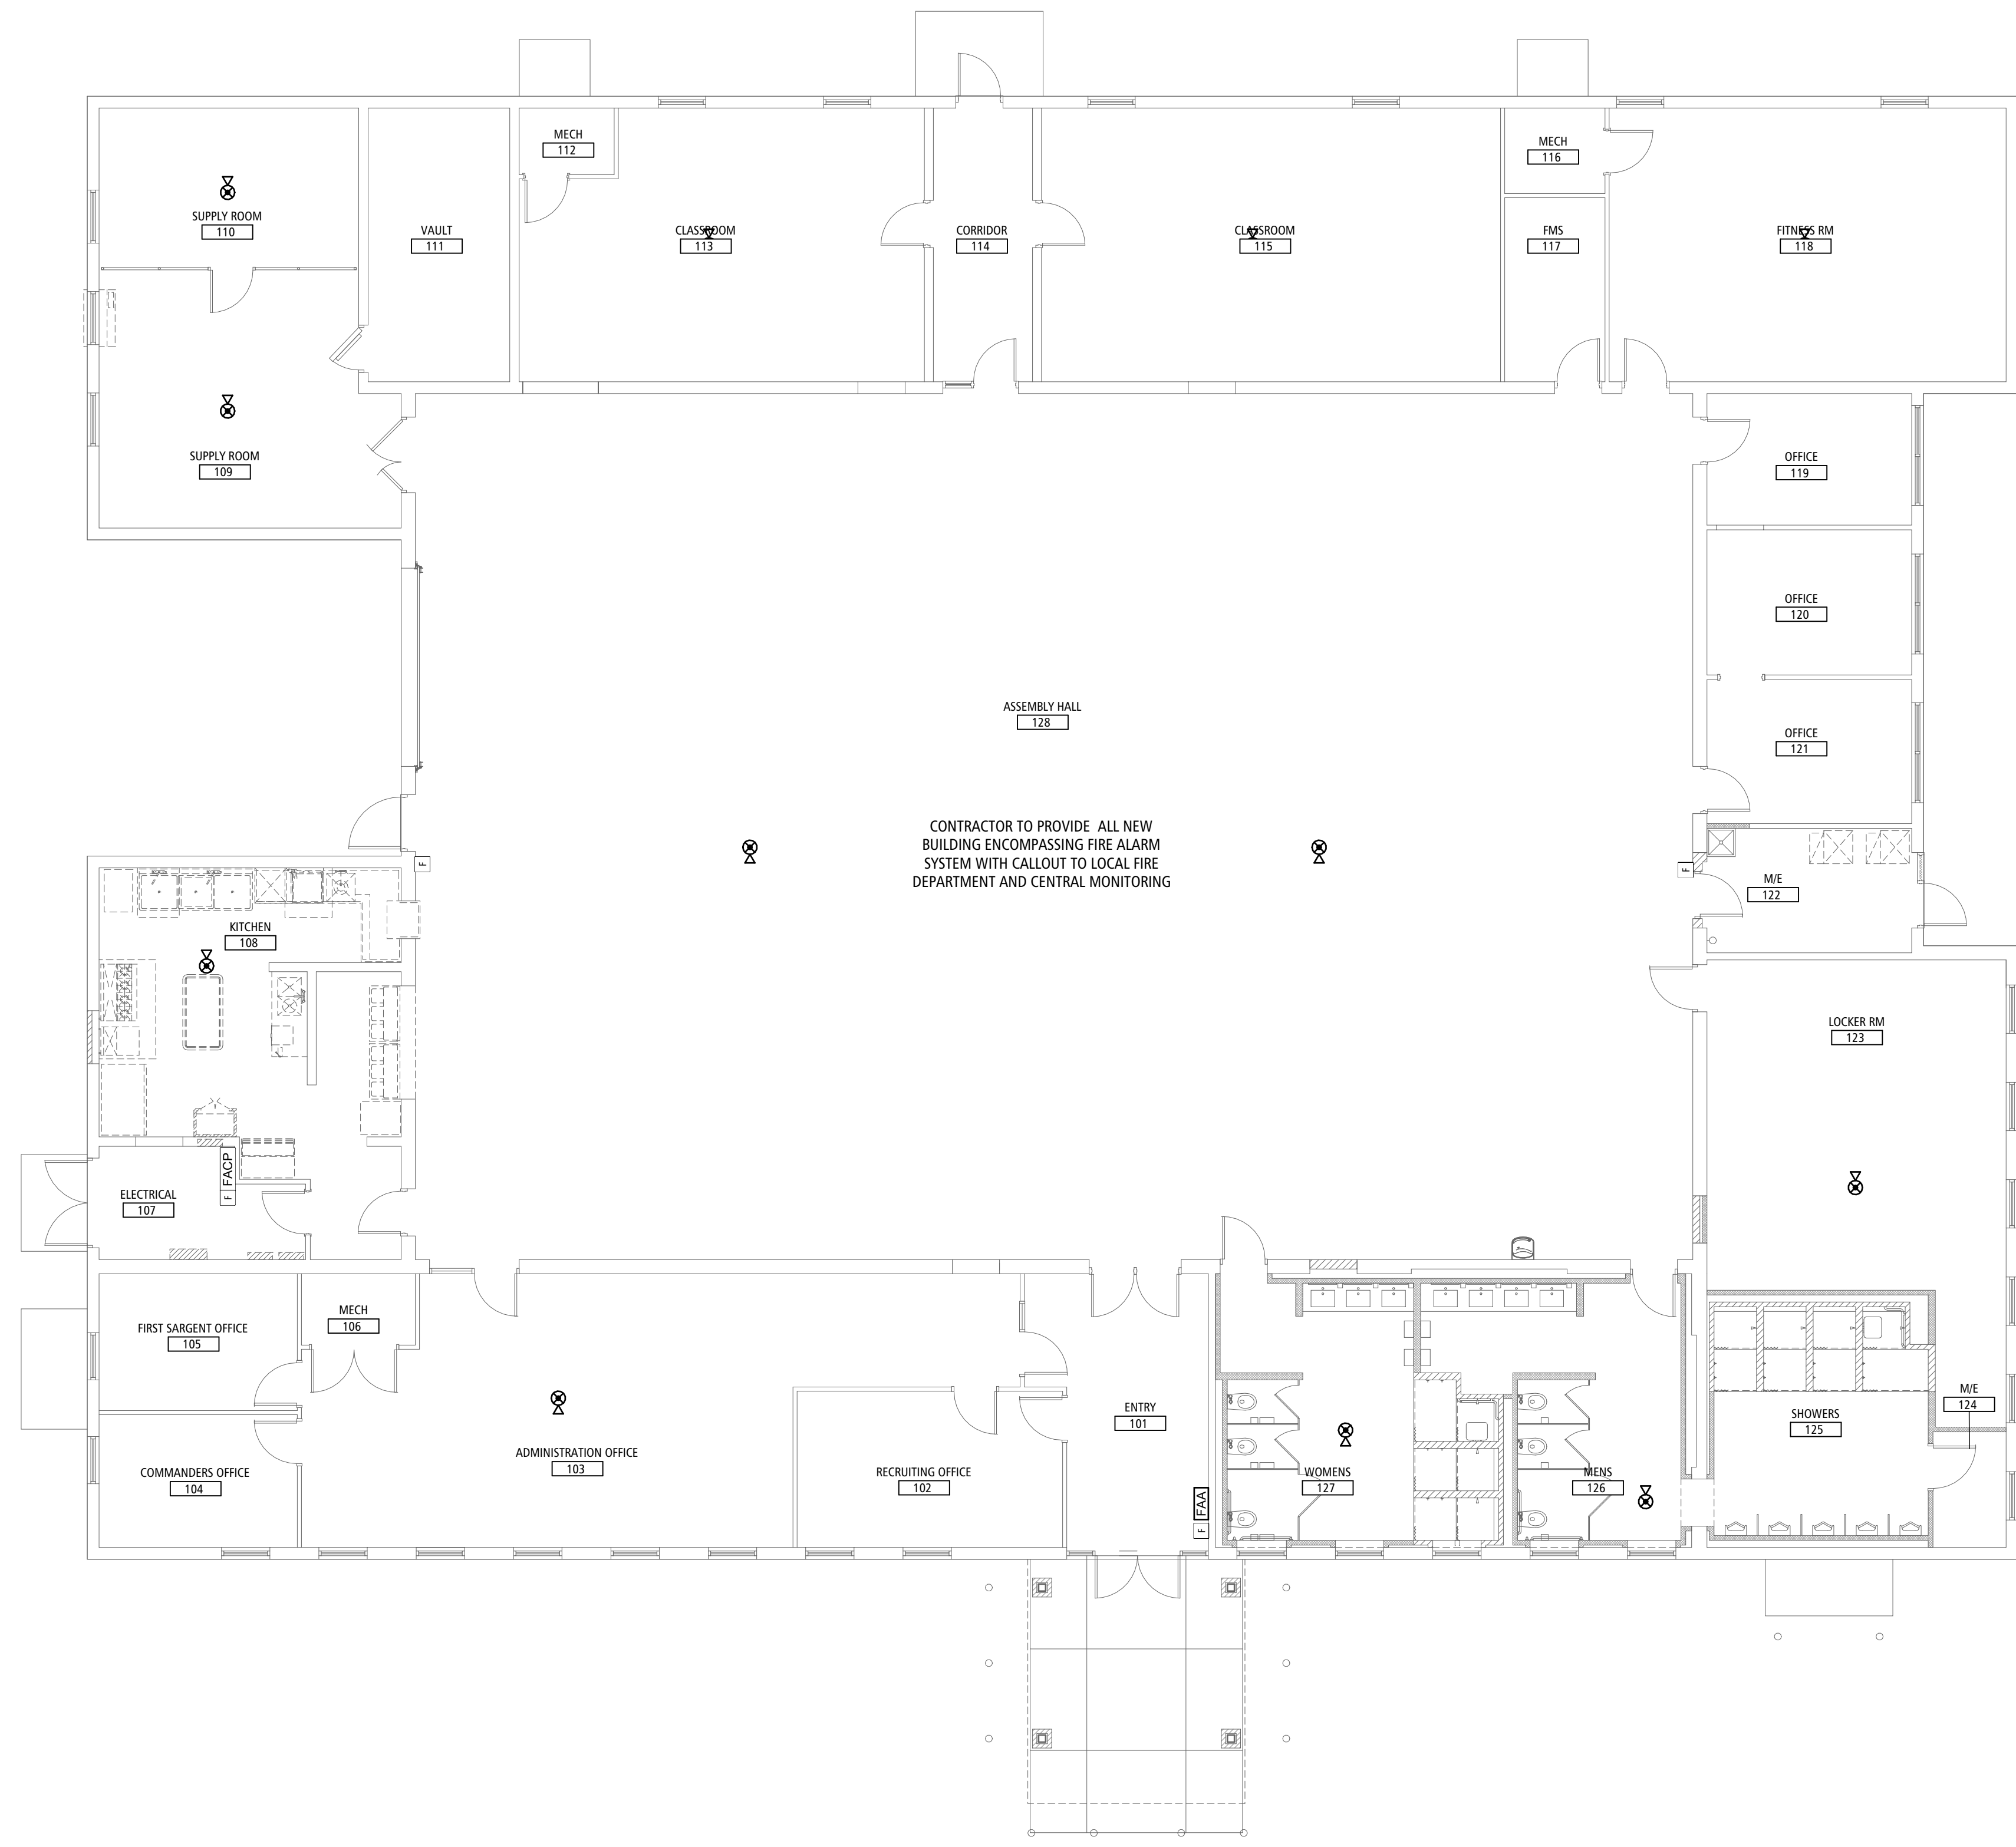 MECH
112
MECH
116
SUPPLY ROOM
110
VAULT
111
CLASSROOM
113
CORRIDOR
114
CLASSROOM
115
FMS
117
FITNESS RM
118
SUPPLY ROOM
109
OFFICE
119
OFFICE
120
ASSEMBLY HALL
128
OFFICE
121
CONTRACTOR TO PROVIDE ALL NEW
BUILDING ENCOMPASSING FIRE ALARM
SYSTEM WITH CALLOUT TO LOCAL FIRE
DEPARTMENT AND CENTRAL MONITORING
F
F
M/E
122
KITCHEN
108
LOCKER RM
123
FACP
F
ELECTRICAL
107
MECH
106
FIRST SARGENT OFFICE
105
M/E
124
ENTRY
101
SHOWERS
125
ADMINISTRATION OFFICE
103
COMMANDERS OFFICE
104
RECRUITING OFFICE
102
WOMENS
127
MENS
126
FAA
F